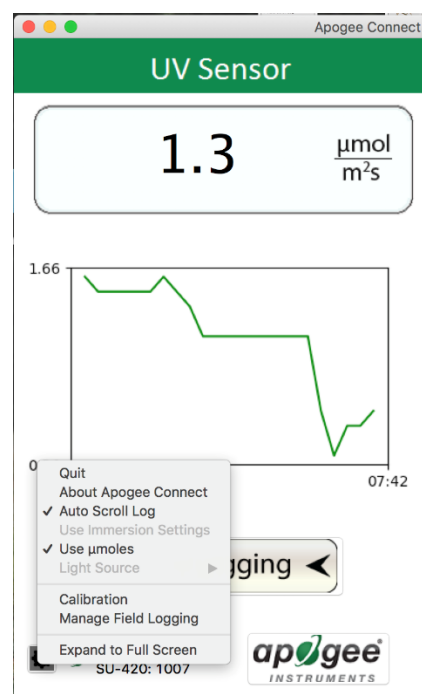 Apogee Connect
UV Sensor
1.3 µmol
m²s
1.66
0
07:42
Quit
About Apogee Connect
✓ Auto Scroll Log
Use Immersion Settings
✓ Use µmoles
Light Source ▶
gging
Calibration
Manage Field Logging
Expand to Full Screen
SU-420: 1007
apogee
INSTRUMENTS